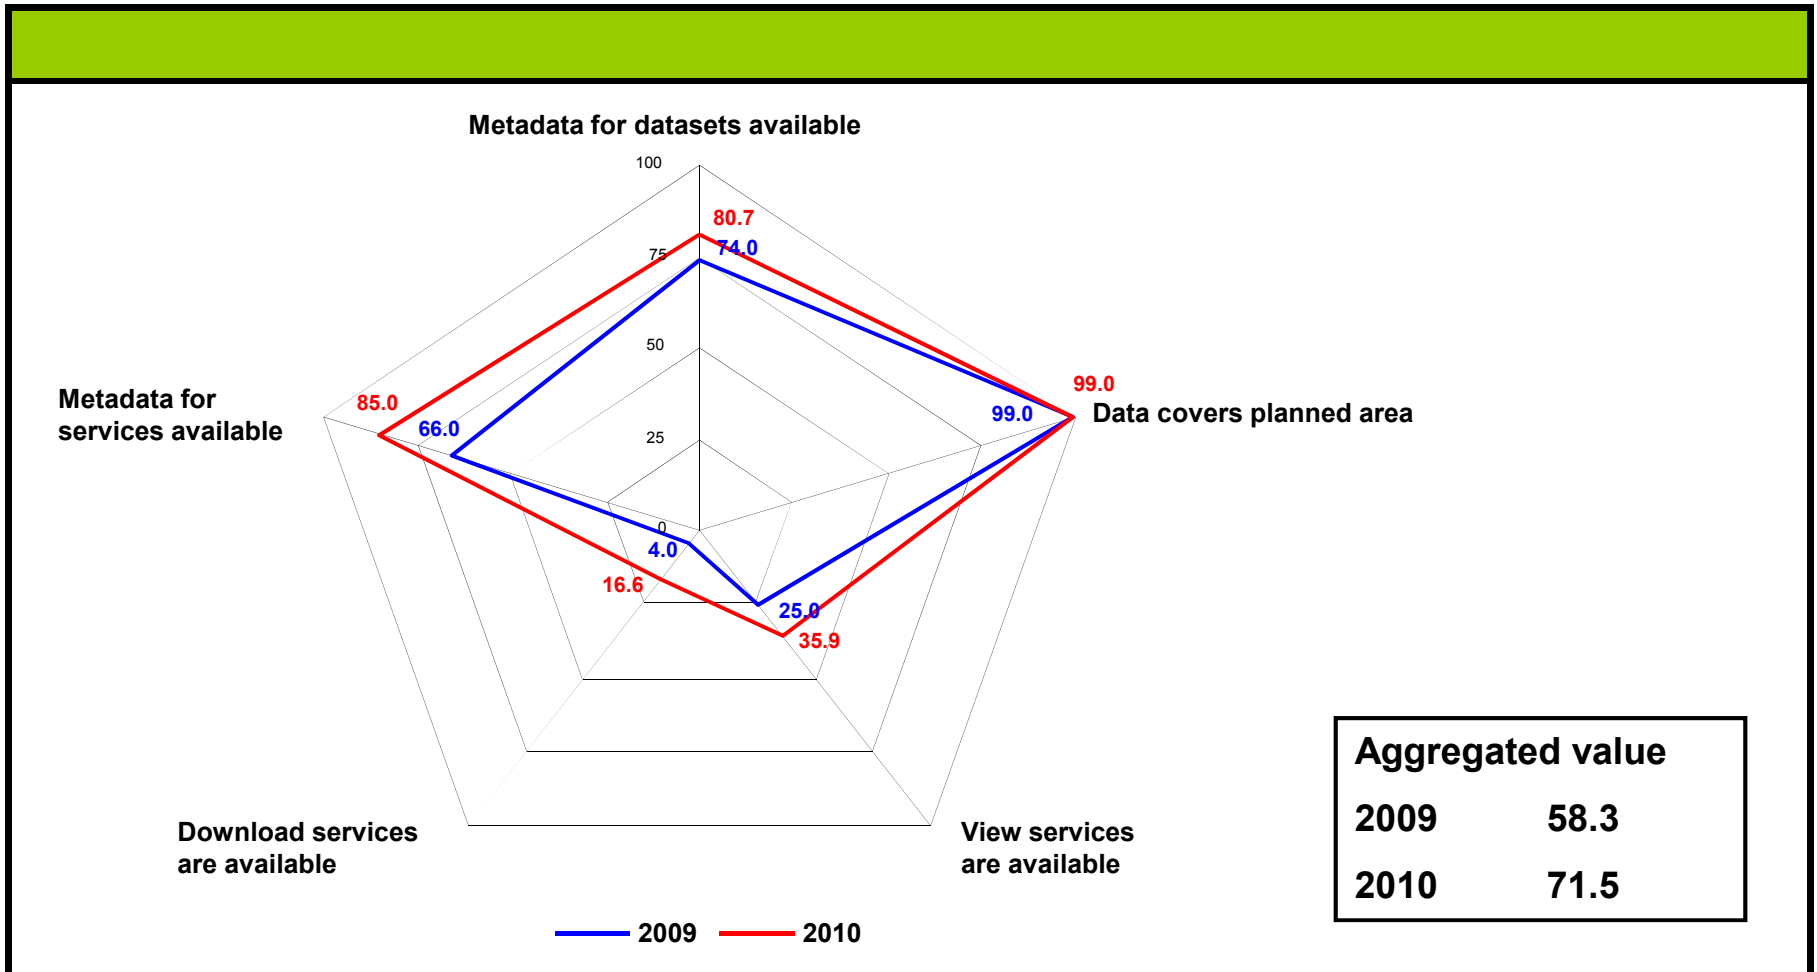 Metadata for datasets available
100
80.7
74.0
75
50
Metadata for
services available
85.0
66.0
99.0
99.0
Data covers planned area
25
0
4.0
16.6
25.0
35.9
Download services
are available
View services
are available
Aggregated value
2009 58.3
2010 71.5
2009 2010